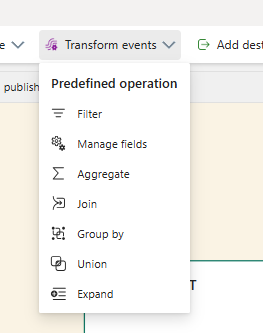 e Transform events Add dest
publish
Predefined operation
Filter
Manage fields
Aggregate
Join
Group by
Union
Expand
T